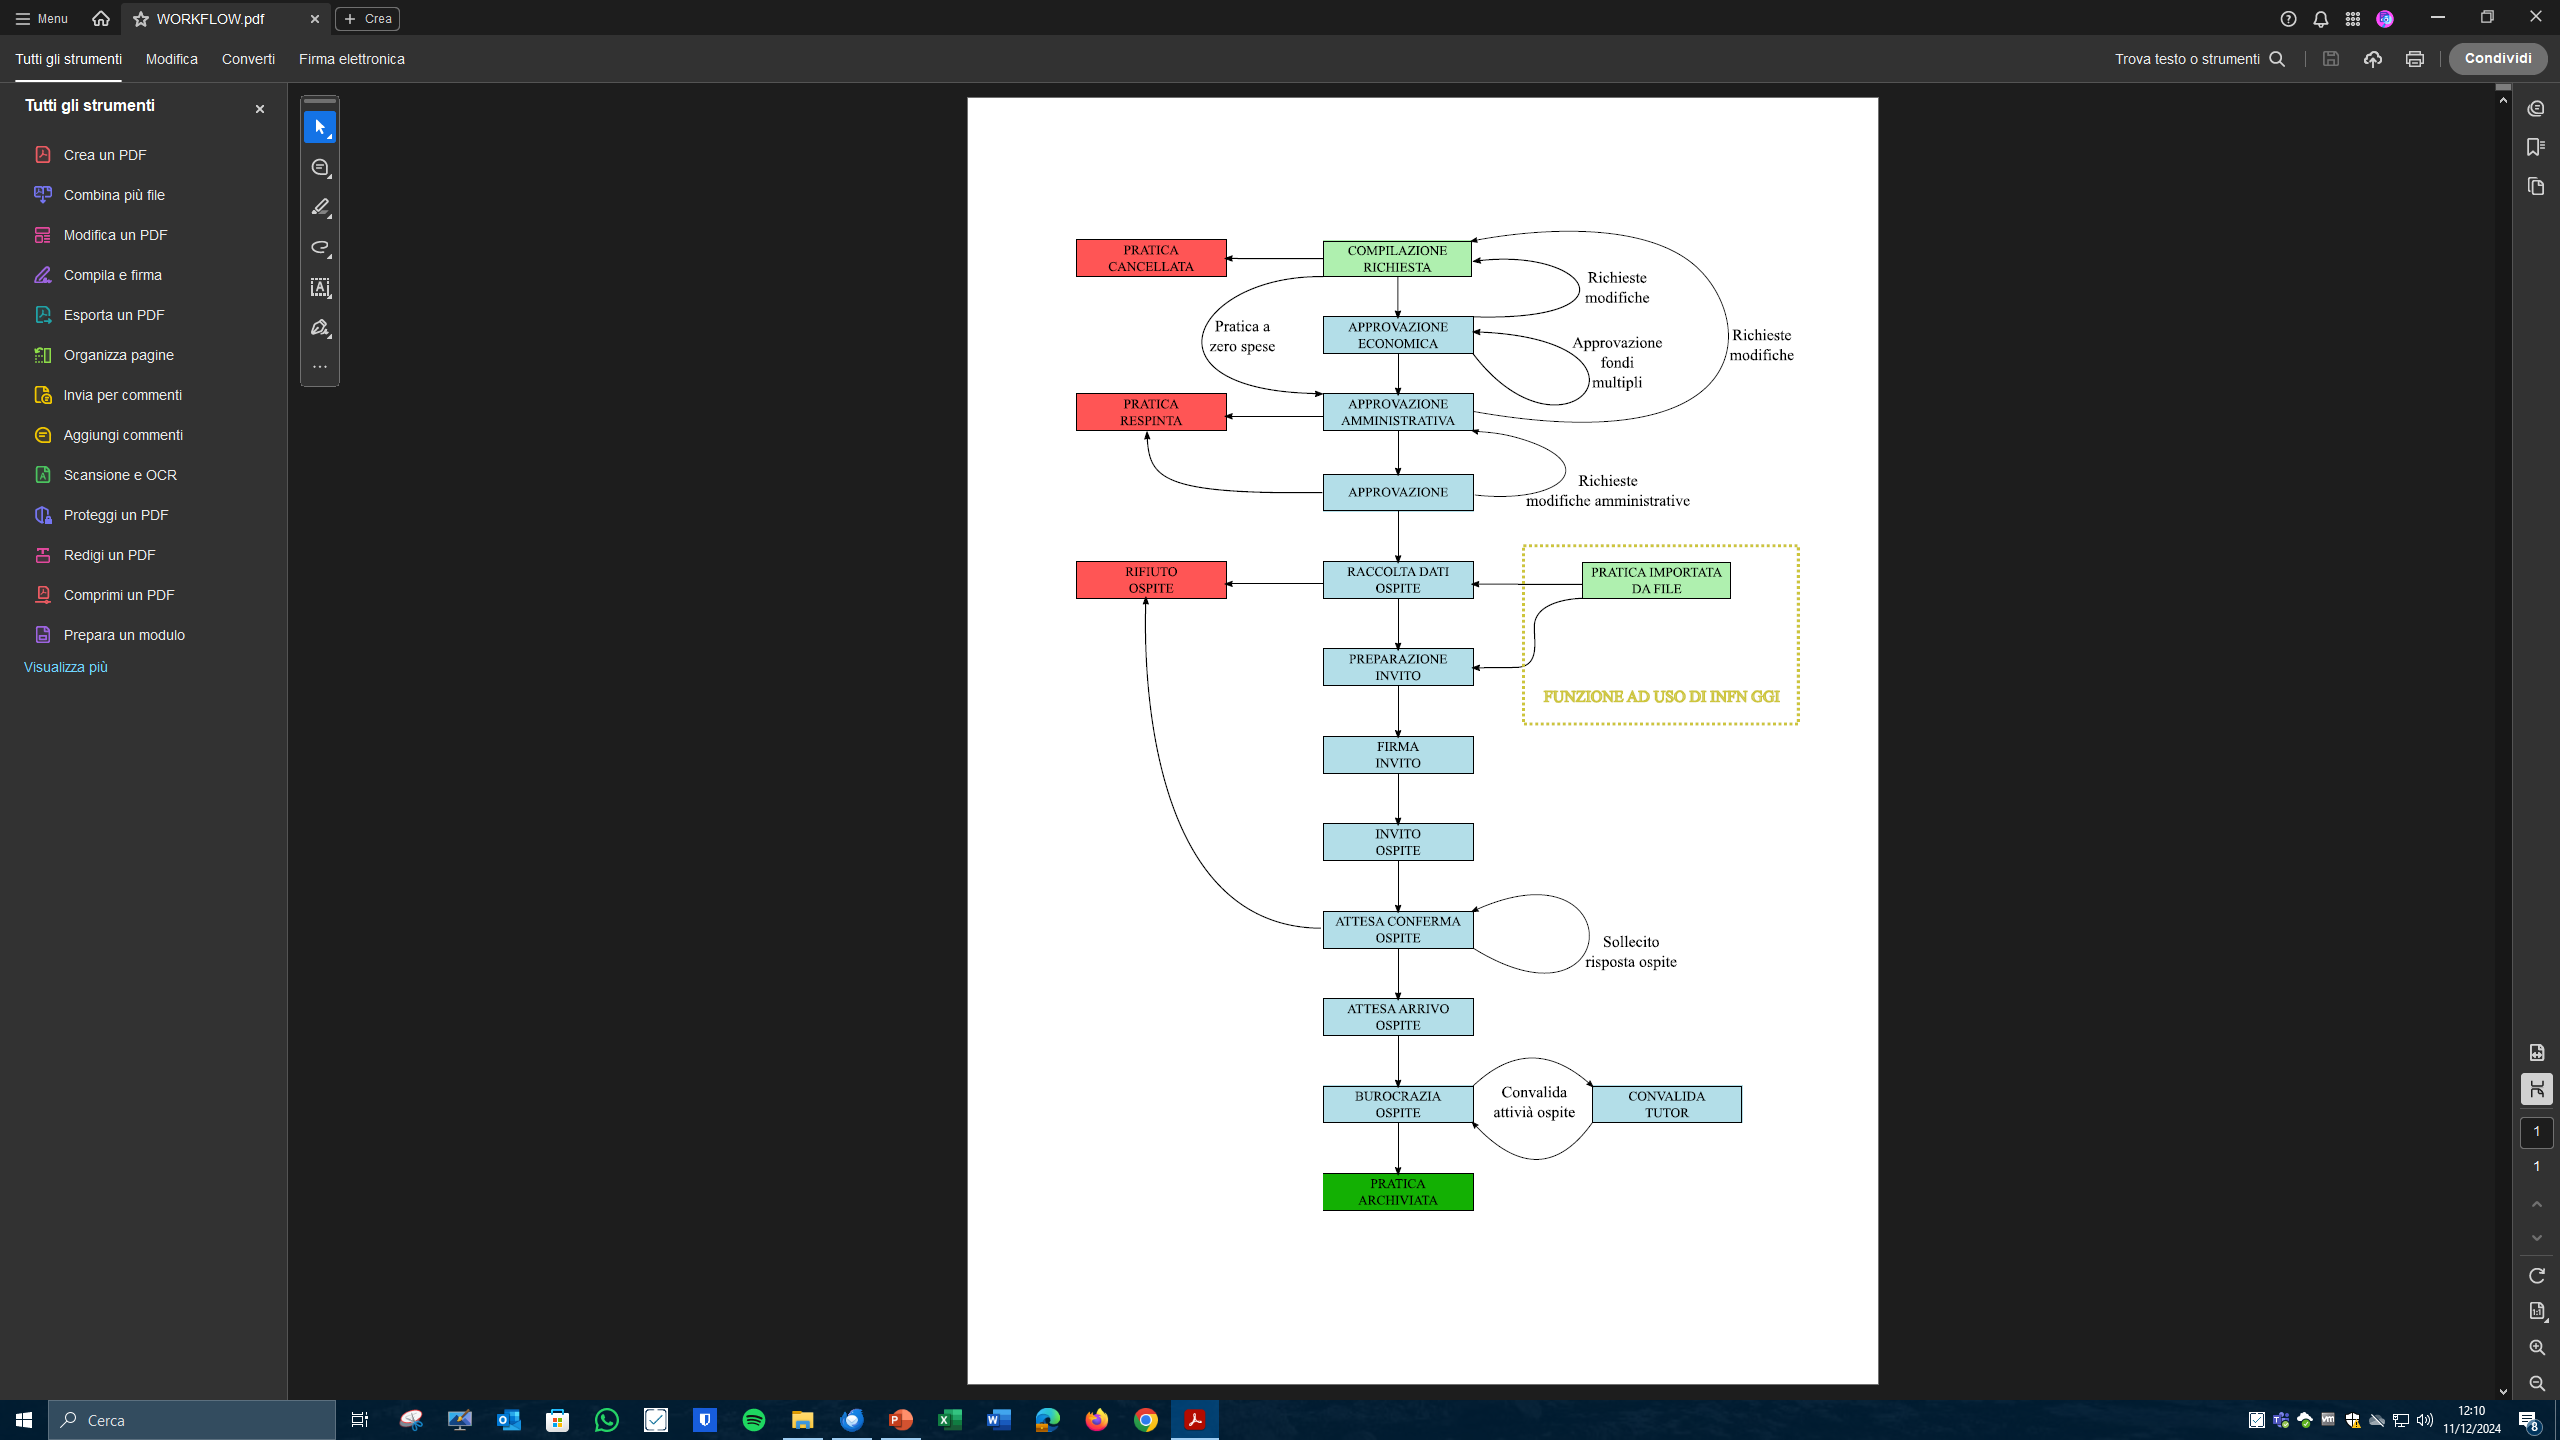 Menu
WORKFLOW.pdf
Crea
Tutti gli strumenti
Modifica
Converti
Firma elettronica
Trova testo o strumenti
Condividi
Tutti gli strumenti
Crea un PDF
Combina più file
Modifica un PDF
Compila e firma
Esporta un PDF
Organizza pagine
Invia per commenti
Aggiungi commenti
Scansione e OCR
Proteggi un PDF
Redigi un PDF
Comprimi un PDF
Prepara un modulo
Visualizza più
PRATICA
CANCELLATA
COMPILAZIONE
RICHIESTA
Richieste
modifiche
Pratica a
zero spese
APPROVAZIONE
ECONOMICA
Approvazione
fondi
multipli
Richieste
modifiche
PRATICA
RESPINTA
APPROVAZIONE
AMMINISTRATIVA
APPROVAZIONE
Richieste
modifiche amministrative
RIFIUTO
OSPITE
RACCOLTA DATI
OSPITE
PRATICA IMPORTATA
DA FILE
PREPARAZIONE
INVITO
FUNZIONE AD USO DI INFN GGI
FIRMA
INVITO
INVITO
OSPITE
ATTESA CONFERMA
OSPITE
Sollecito
risposta ospite
ATTESA ARRIVO
OSPITE
BUROCRAZIA
OSPITE
Convalida
attivià ospite
CONVALIDA
TUTOR
PRATICA
ARCHIVIATA
1
1
Cerca
12:10
11/12/2024
8